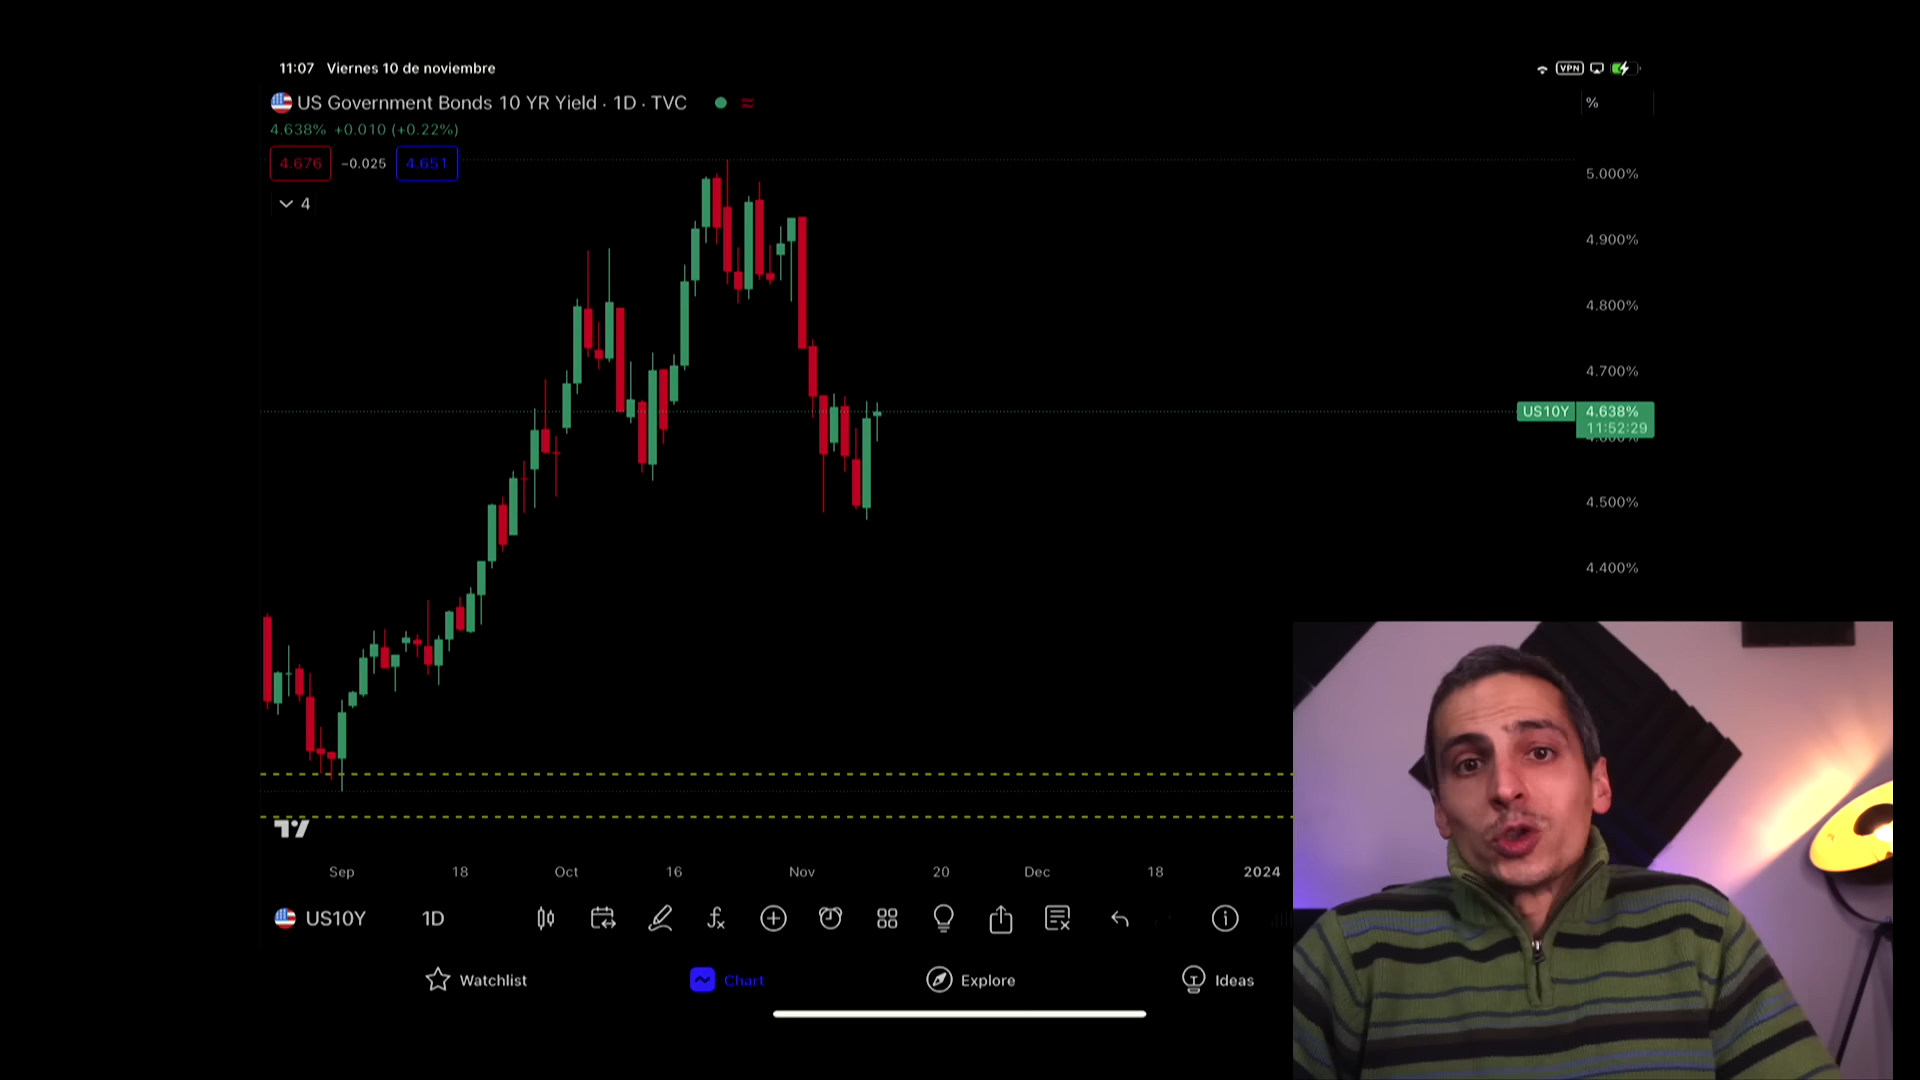 11:07 Viernes 10 de noviembre
VPN
US Government Bonds 10 YR Yield · 1D · TVC
%
4.638% +0.010 (+0.22%)
4.676 −0.025 4.651
4
5.000%
4.900%
4.800%
4.700%
US10Y 4.638%
11:52:29
4.600%
4.500%
4.400%
Sep 18 Oct 16 Nov 20 Dec 18 2024
US10Y 1D
Watchlist Chart Explore Ideas